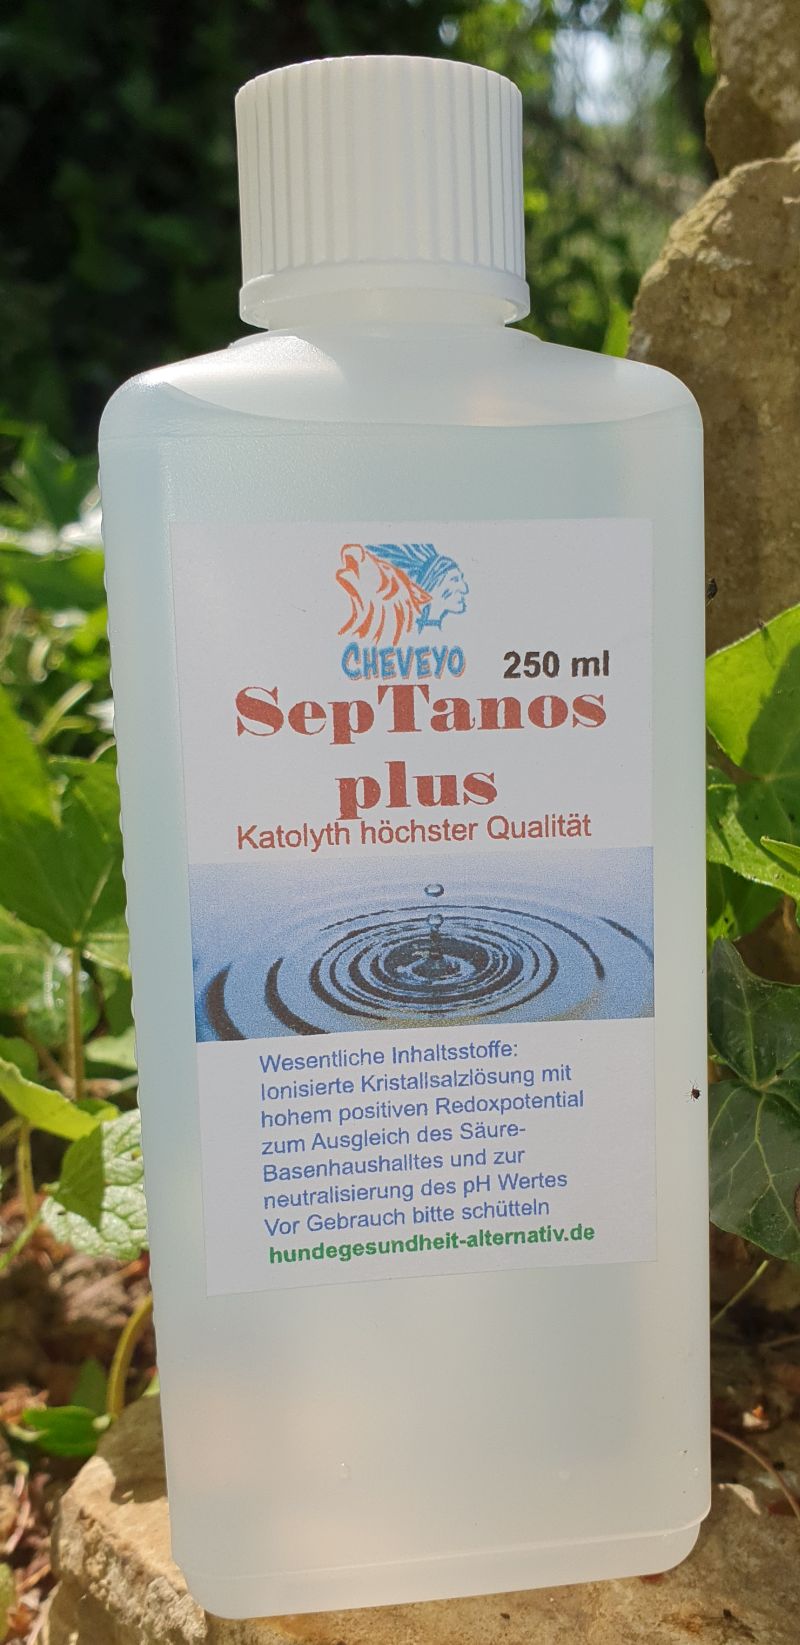 CHEVEYO
250 ml
SepTanos
plus
Katolyth höchster Qualität
Wesentliche Inhaltsstoffe:
Ionisierte Kristallsalzlösung mit
hohem positiven Redoxpotential
zum Ausgleich des Säure-
Basenhaushalltes und zur
neutralisierung des pH Wertes
Vor Gebrauch bitte schütteln
hundegesundheit-alternativ.de